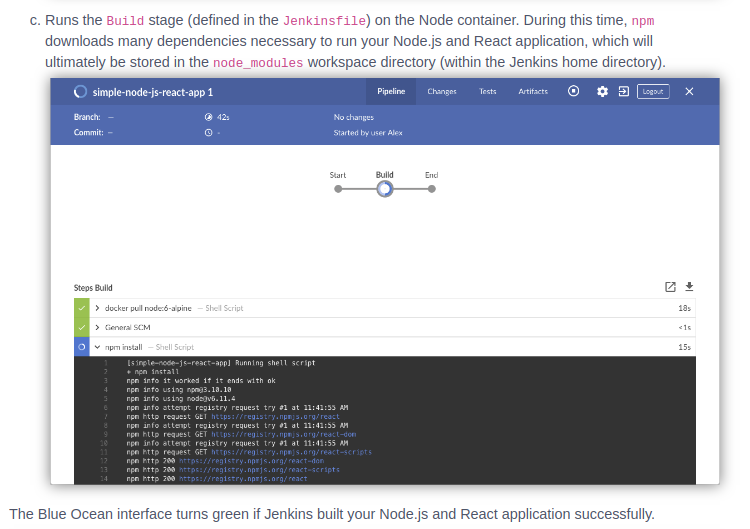 c. Runs the Build stage (defined in the Jenkinsfile) on the Node container. During this time, npm
downloads many dependencies necessary to run your Node.js and React application, which will
ultimately be stored in the node_modules workspace directory (within the Jenkins home directory).
simple-node-js-react-app 1 Pipeline Changes Tests Artifacts Logout
Branch: — 42s No changes
Commit: — - Started by user Alex
Start Build End
Steps Build
docker pull node:6-alpine — Shell Script 18s
General SCM <1s
npm install — Shell Script 15s
1 [simple-node-js-react-app] Running shell script
2 + npm install
3 npm info it worked if it ends with ok
4 npm info using npm@3.10.10
5 npm info using node@v6.11.4
6 npm info attempt registry request try #1 at 11:41:55 AM
7 npm http request GET https://registry.npmjs.org/react
8 npm info attempt registry request try #1 at 11:41:55 AM
9 npm http request GET https://registry.npmjs.org/react-dom
10 npm info attempt registry request try #1 at 11:41:55 AM
11 npm http request GET https://registry.npmjs.org/react-scripts
12 npm http 200 https://registry.npmjs.org/react-dom
13 npm http 200 https://registry.npmjs.org/react-scripts
14 npm http 200 https://registry.npmjs.org/react
The Blue Ocean interface turns green if Jenkins built your Node.js and React application successfully.